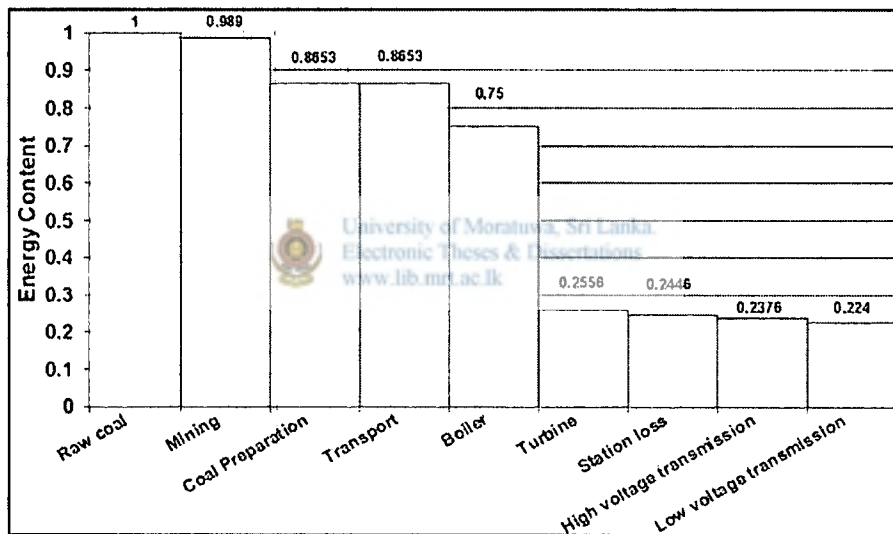 1
0.989
0.8653
0.8653
0.75
0.2556
0.2446
0.2376
0.224
Energy Content
1
0.9
0.8
0.7
0.6
0.5
0.4
0.3
0.2
0.1
0
University of Moratuwa, Sri Lanka.
Electronic Theses & Dissertations
www.lib.mrt.ac.lk
Raw coal
Mining
Coal Preparation
Transport
Boiler
Turbine
Station loss
High voltage transmission
Low voltage transmission